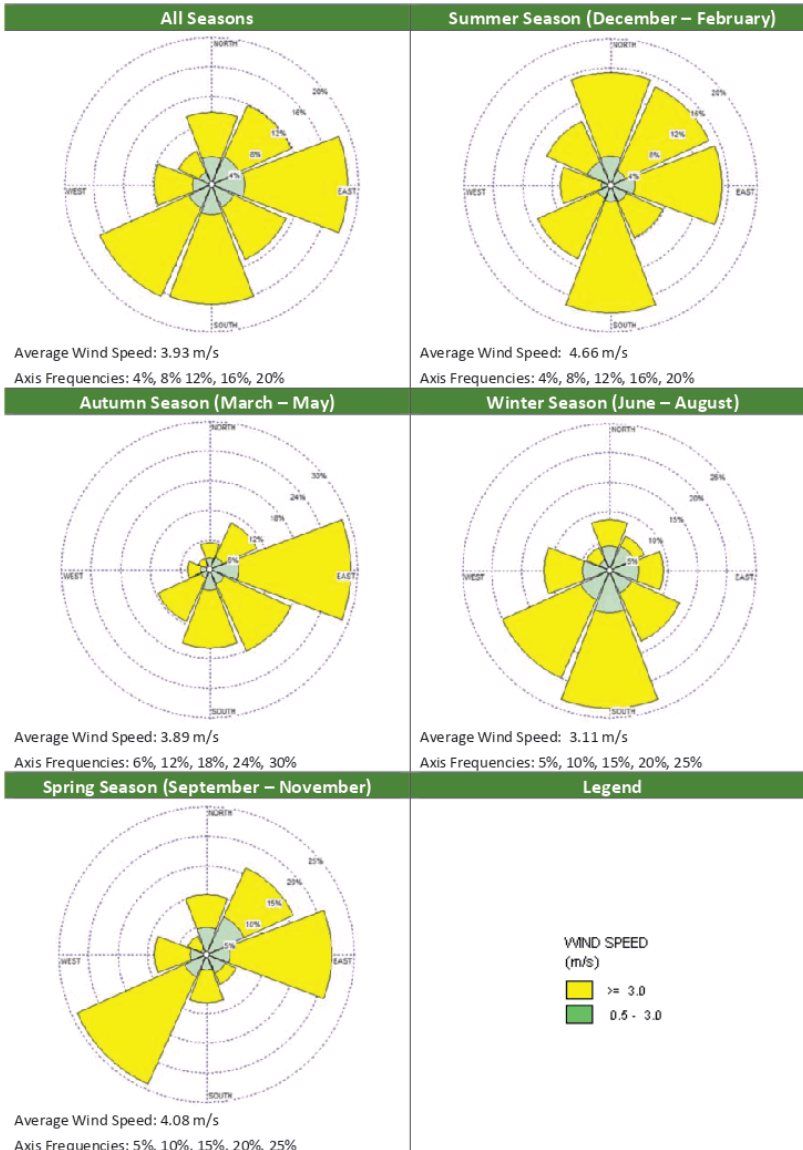 All Seasons
Summer Season (December – February)
NORTH
20%
16%
12%
8%
4%
WEST
EAST
SOUTH
NORTH
20%
16%
12%
8%
4%
WEST
EAST
SOUTH
Average Wind Speed: 3.93 m/s
Axis Frequencies: 4%, 8% 12%, 16%, 20%
Average Wind Speed: 4.66 m/s
Axis Frequencies: 4%, 8%, 12%, 16%, 20%
Autumn Season (March – May)
Winter Season (June – August)
NORTH
30%
24%
18%
12%
6%
WEST
EAST
SOUTH
NORTH
25%
20%
15%
10%
5%
WEST
EAST
SOUTH
Average Wind Speed: 3.89 m/s
Axis Frequencies: 6%, 12%, 18%, 24%, 30%
Average Wind Speed: 3.11 m/s
Axis Frequencies: 5%, 10%, 15%, 20%, 25%
Spring Season (September – November)
Legend
NORTH
25%
20%
15%
10%
5%
WEST
EAST
SOUTH
WIND SPEED
(m/s)
>= 3.0
0.5 - 3.0
Average Wind Speed: 4.08 m/s
Axis Frequencies: 5%, 10%, 15%, 20%, 25%